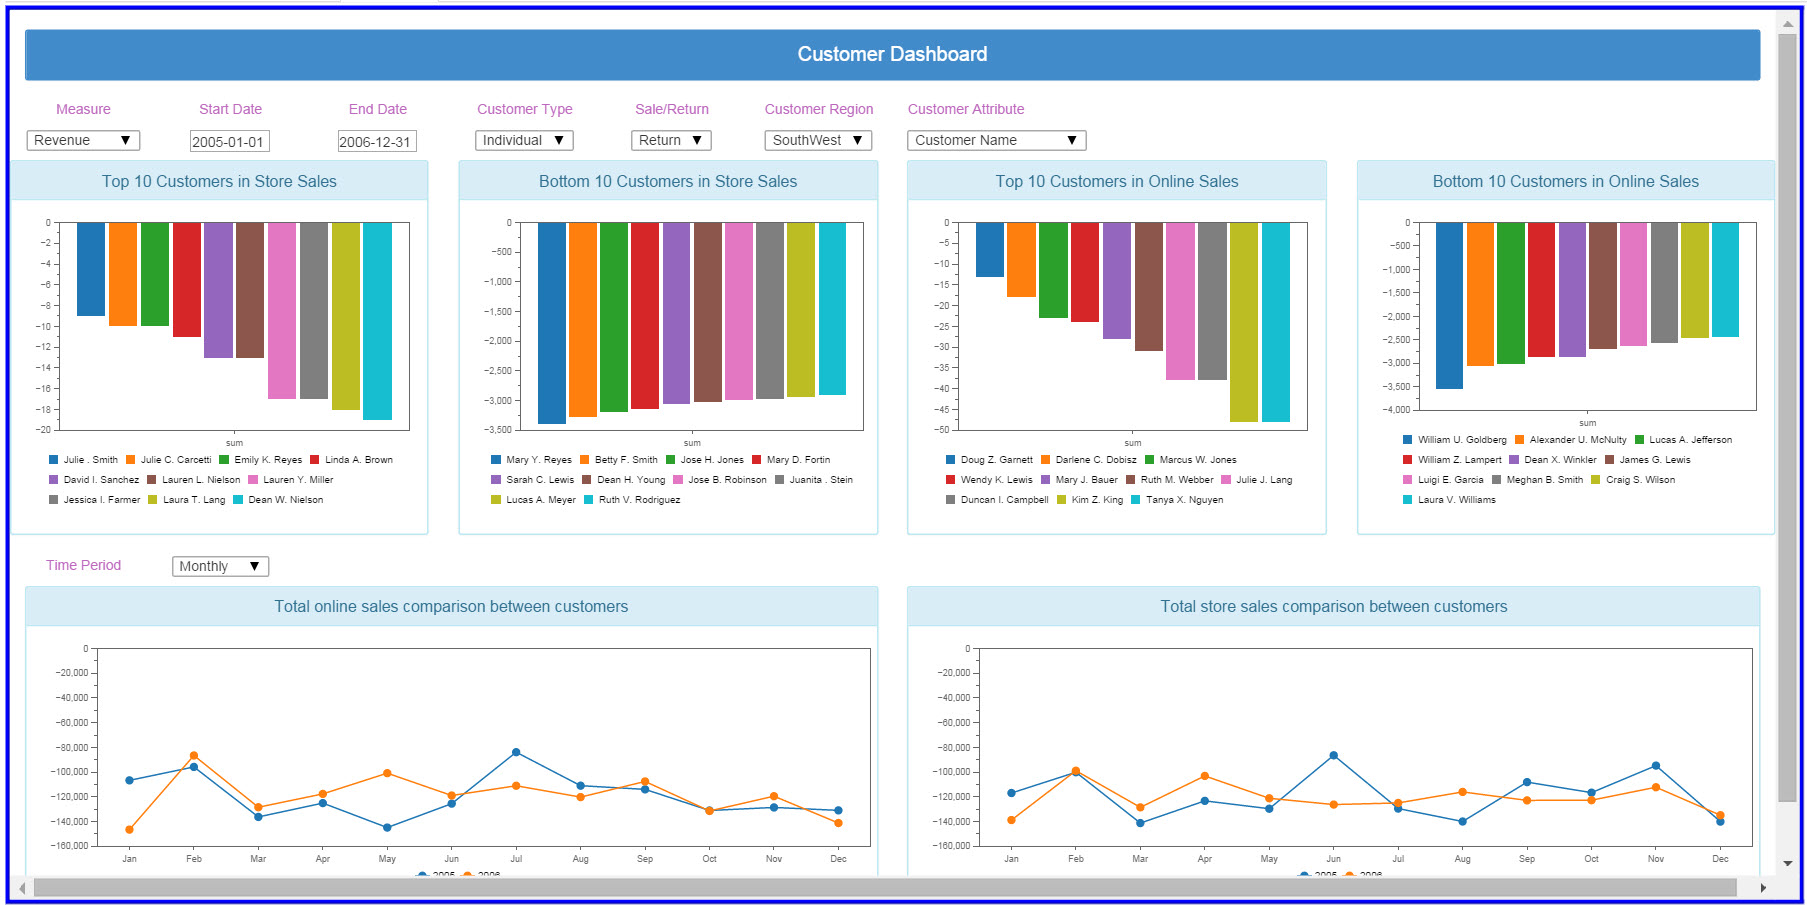 Customer Dashboard
Measure Start Date End Date Customer Type Sale/Return Customer Region Customer Attribute
Revenue ▼ 2005-01-01 2006-12-31 Individual ▼ Return ▼ SouthWest ▼ Customer Name ▼
Top 10 Customers in Store Sales
0
−2
−4
−6
−8
−10
−12
−14
−16
−18
−20
sum
Julie . Smith Julie C. Carcetti Emily K. Reyes Linda A. Brown
David I. Sanchez Lauren L. Nielson Lauren Y. Miller
Jessica I. Farmer Laura T. Lang Dean W. Nielson
Bottom 10 Customers in Store Sales
0
−500
−1,000
−1,500
−2,000
−2,500
−3,000
−3,500
sum
Mary Y. Reyes Betty F. Smith Jose H. Jones Mary D. Fortin
Sarah C. Lewis Dean H. Young Jose B. Robinson Juanita . Stein
Lucas A. Meyer Ruth V. Rodriguez
Top 10 Customers in Online Sales
0
−5
−10
−15
−20
−25
−30
−35
−40
−45
−50
sum
Doug Z. Garnett Darlene C. Dobisz Marcus W. Jones
Wendy K. Lewis Mary J. Bauer Ruth M. Webber Julie J. Lang
Duncan I. Campbell Kim Z. King Tanya X. Nguyen
Bottom 10 Customers in Online Sales
0
−500
−1,000
−1,500
−2,000
−2,500
−3,000
−3,500
−4,000
sum
William U. Goldberg Alexander U. McNulty Lucas A. Jefferson
William Z. Lampert Dean X. Winkler James G. Lewis
Luigi E. Garcia Meghan B. Smith Craig S. Wilson
Laura V. Williams
Time Period Monthly ▼
Total online sales comparison between customers
0
−20,000
−40,000
−60,000
−80,000
−100,000
−120,000
−140,000
−160,000
Jan Feb Mar Apr May Jun Jul Aug Sep Oct Nov Dec
2005 2006
Total store sales comparison between customers
0
−20,000
−40,000
−60,000
−80,000
−100,000
−120,000
−140,000
−160,000
Jan Feb Mar Apr May Jun Jul Aug Sep Oct Nov Dec
2005 2006